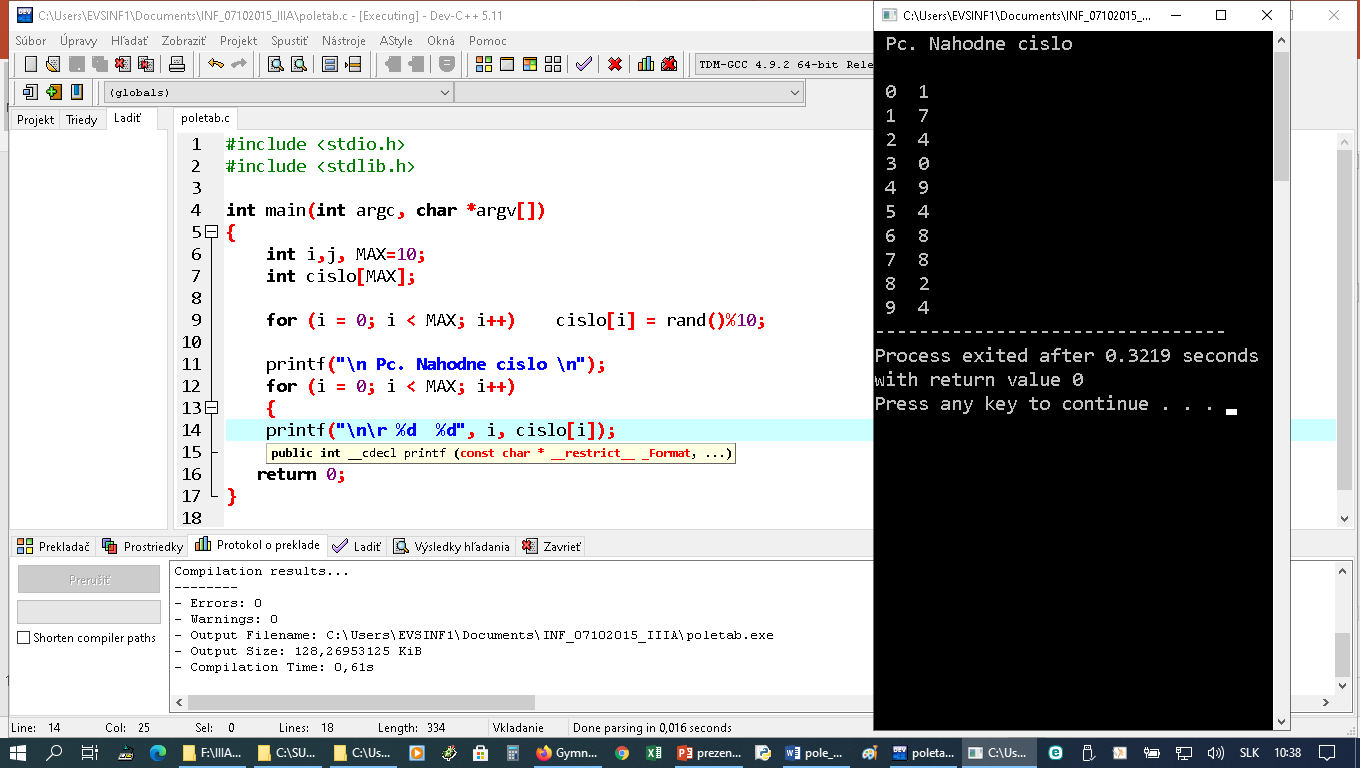 C:\Users\EVSINF1\Documents\INF_07102015_IIIA\poletab.c - [Executing] - Dev-C++ 5.11
Súbor Úpravy Hľadať Zobraziť Projekt Spustiť Nástroje AStyle Okná Pomoc
TDM-GCC 4.9.2 64-bit Rele
(globals)
Projekt Triedy Ladiť
poletab.c
1 #include <stdio.h>
2 #include <stdlib.h>
3
4 int main(int argc, char *argv[])
5 {
6 int i,j, MAX=10;
7 int cislo[MAX];
8
9 for (i = 0; i < MAX; i++) cislo[i] = rand()%10;
10
11 printf("\n Pc. Nahodne cislo \n");
12 for (i = 0; i < MAX; i++)
13 {
14 printf("\n\r %d  %d", i, cislo[i]);
15 public int __cdecl printf (const char * __restrict__ _Format, ...)
16 return 0;
17 }
18
C:\Users\EVSINF1\Documents\INF_07102015_...
Pc. Nahodne cislo
0 1
1 7
2 4
3 0
4 9
5 4
6 8
7 8
8 2
9 4
--------------------------------
Process exited after 0.3219 seconds
with return value 0
Press any key to continue . . .
Prekladač Prostriedky Protokol o preklade Ladiť Výsledky hľadania Zavrieť
Prerušiť
Shorten compiler paths
Compilation results...
--------
- Errors: 0
- Warnings: 0
- Output Filename: C:\Users\EVSINF1\Documents\INF_07102015_IIIA\poletab.exe
- Output Size: 128,26953125 KiB
- Compilation Time: 0,61s
Line: 14 Col: 25 Sel: 0 Lines: 18 Length: 334 Vkladanie Done parsing in 0,016 seconds
F:\IIIA... C:\SU... C:\Us... Gymn... prezen... pole_... poleta... C:\Us... SLK 10:38